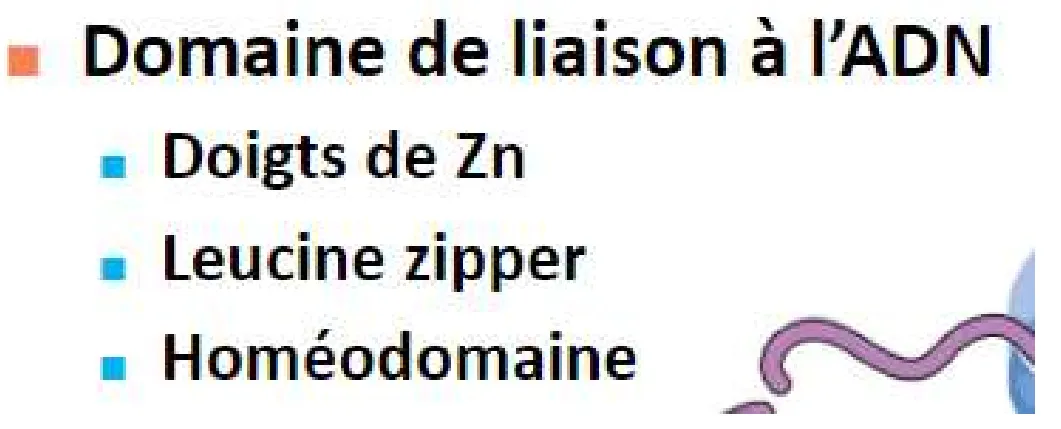 Domaine de liaison à l'ADN
Doigts de Zn
Leucine zipper
Homéodomaine